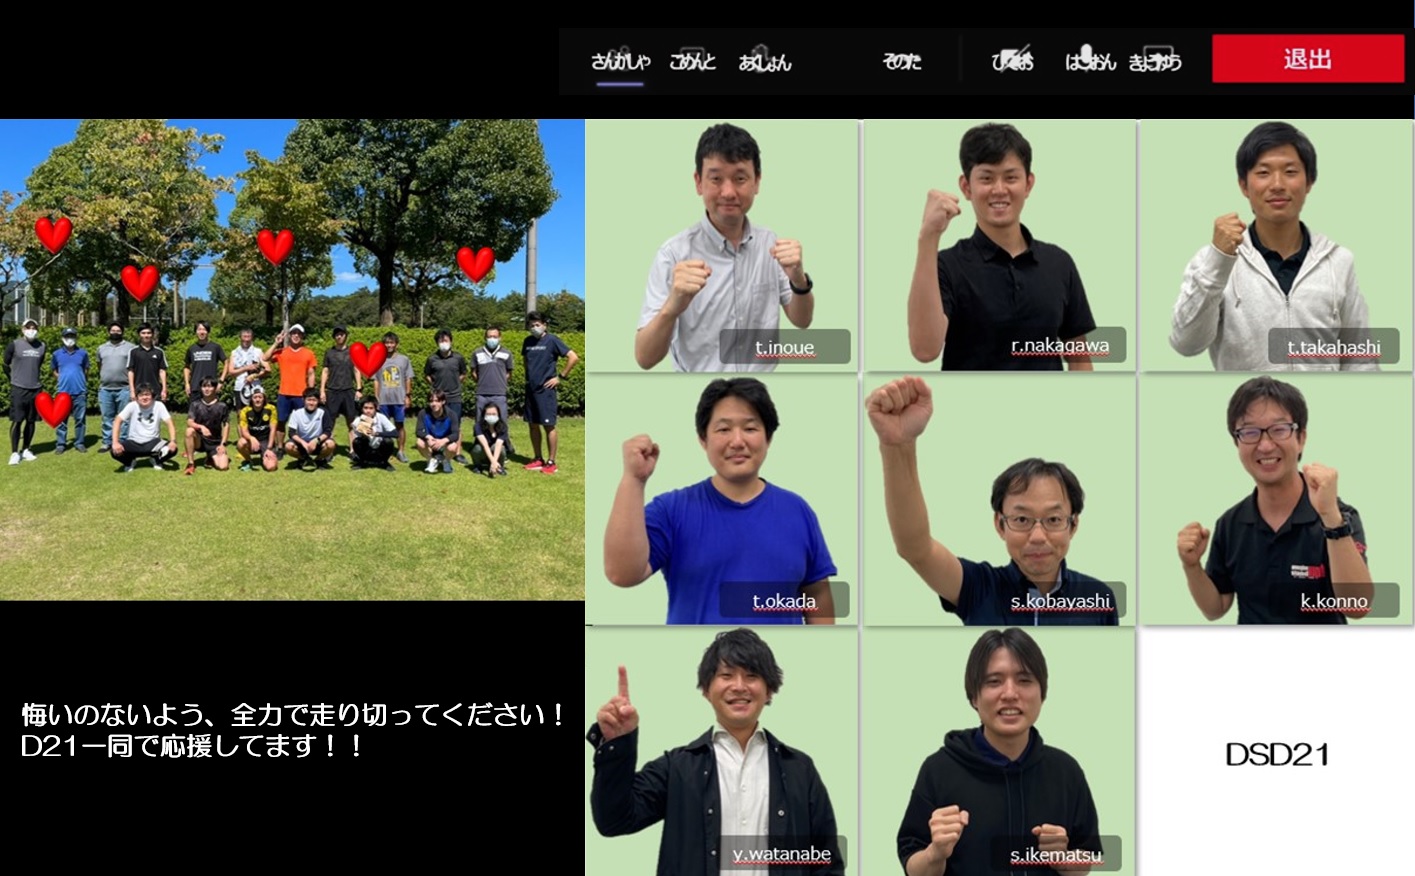 さんかしゃ
こめんと
あくしょん
そのた
びでお
はつおん
きょうゆう
退出
t.inoue
r.nakagawa
t.takahashi
t.okada
s.kobayashi
k.konno
y.watanabe
s.ikematsu
DSD21
悔いのないよう、全力で走り切ってください！
D21一同で応援してます！！